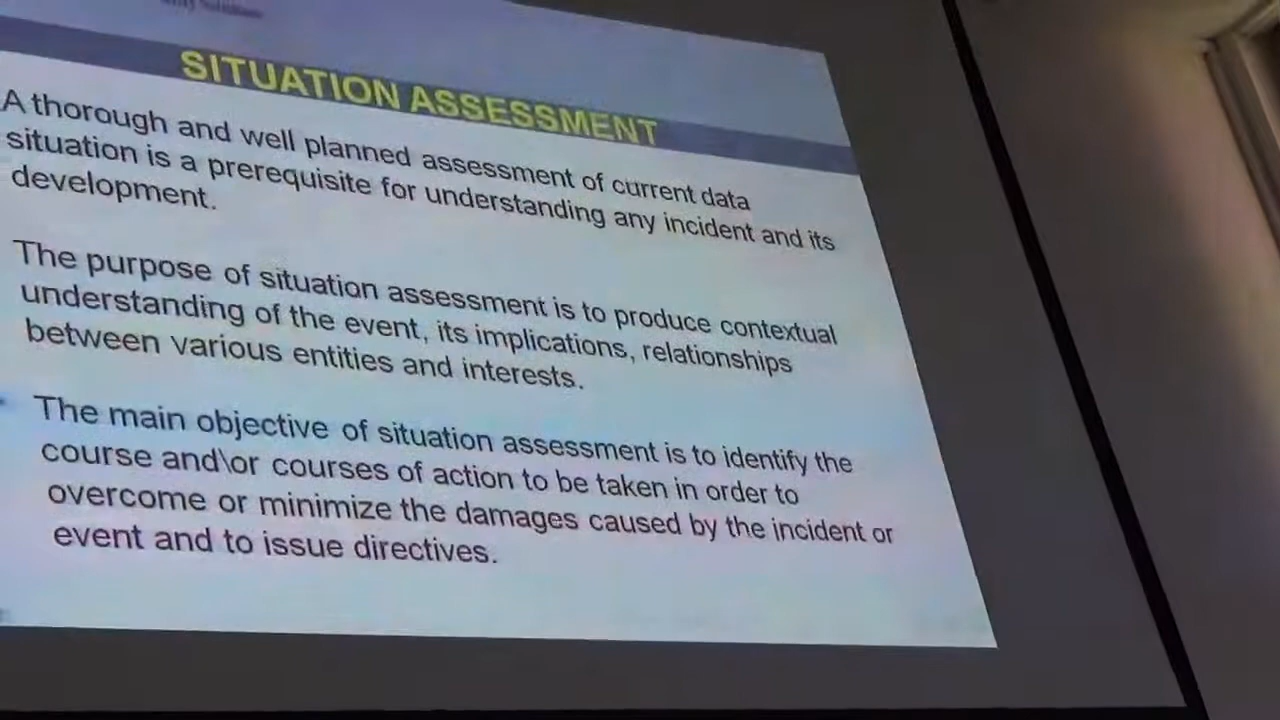 SITUATION ASSESSMENT
A thorough and well planned assessment of current data
situation is a prerequisite for understanding any incident and its
development.
The purpose of situation assessment is to produce contextual
understanding of the event, its implications, relationships
between various entities and interests.
The main objective of situation assessment is to identify the
course and\or courses of action to be taken in order to
overcome or minimize the damages caused by the incident or
event and to issue directives.